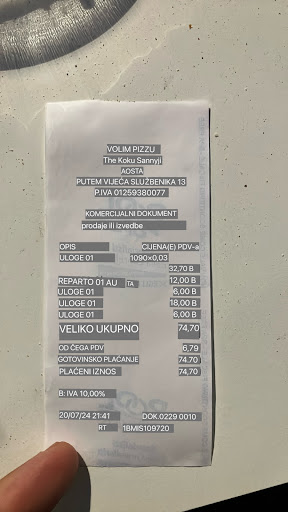 VOLIM PIZZU
The Koku Sannyji
AOSTA
PUTEM VIJEĆA SLUŽBENIKA 13
P.IVA 01259380077
KOMERCIJALNI DOKUMENT
prodaje ili izvedbe
OPIS CIJENA(E) PDV-a
ULOGE 01 1090×0,03
32,70 B
REPARTO 01 AU TA 12,00 B
ULOGE 01 6,00 B
ULOGE 01 18,00 B
ULOGE 01 6,00 B
VELIKO UKUPNO 74,70
OD ČEGA PDV 6,79
GOTOVINSKO PLAĆANJE 74.70
PLAĆENI IZNOS 74,70
B: IVA 10,00%
20/07/24 21:41 DOK.0229 0010
RT 1BMIS109720